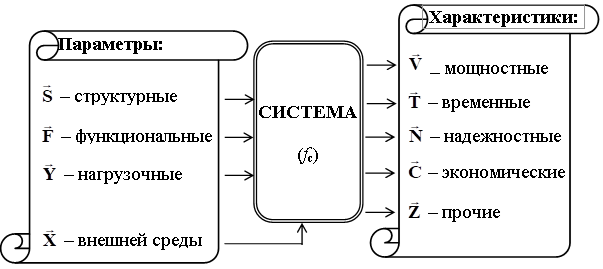 Параметры:
S⃗ – структурные
F⃗ – функциональные
Y⃗ – нагрузочные
X⃗ – внешней среды
СИСТЕМА
(fc)
Характеристики:
V⃗ – мощностные
T⃗ – временные
N⃗ – надежностные
C⃗ – экономические
Z⃗ – прочие